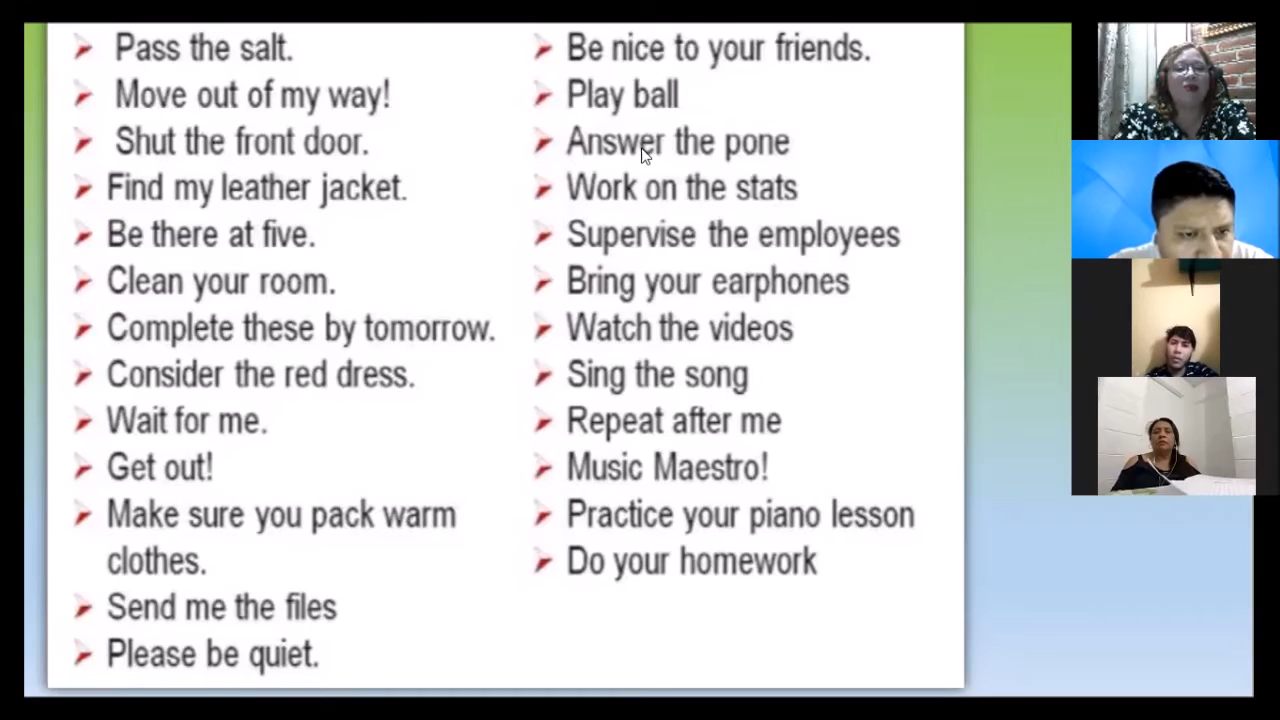 Pass the salt.
Move out of my way!
Shut the front door.
Find my leather jacket.
Be there at five.
Clean your room.
Complete these by tomorrow.
Consider the red dress.
Wait for me.
Get out!
Make sure you pack warm
clothes.
Send me the files
Please be quiet.
Be nice to your friends.
Play ball
Answer the pone
Work on the stats
Supervise the employees
Bring your earphones
Watch the videos
Sing the song
Repeat after me
Music Maestro!
Practice your piano lesson
Do your homework